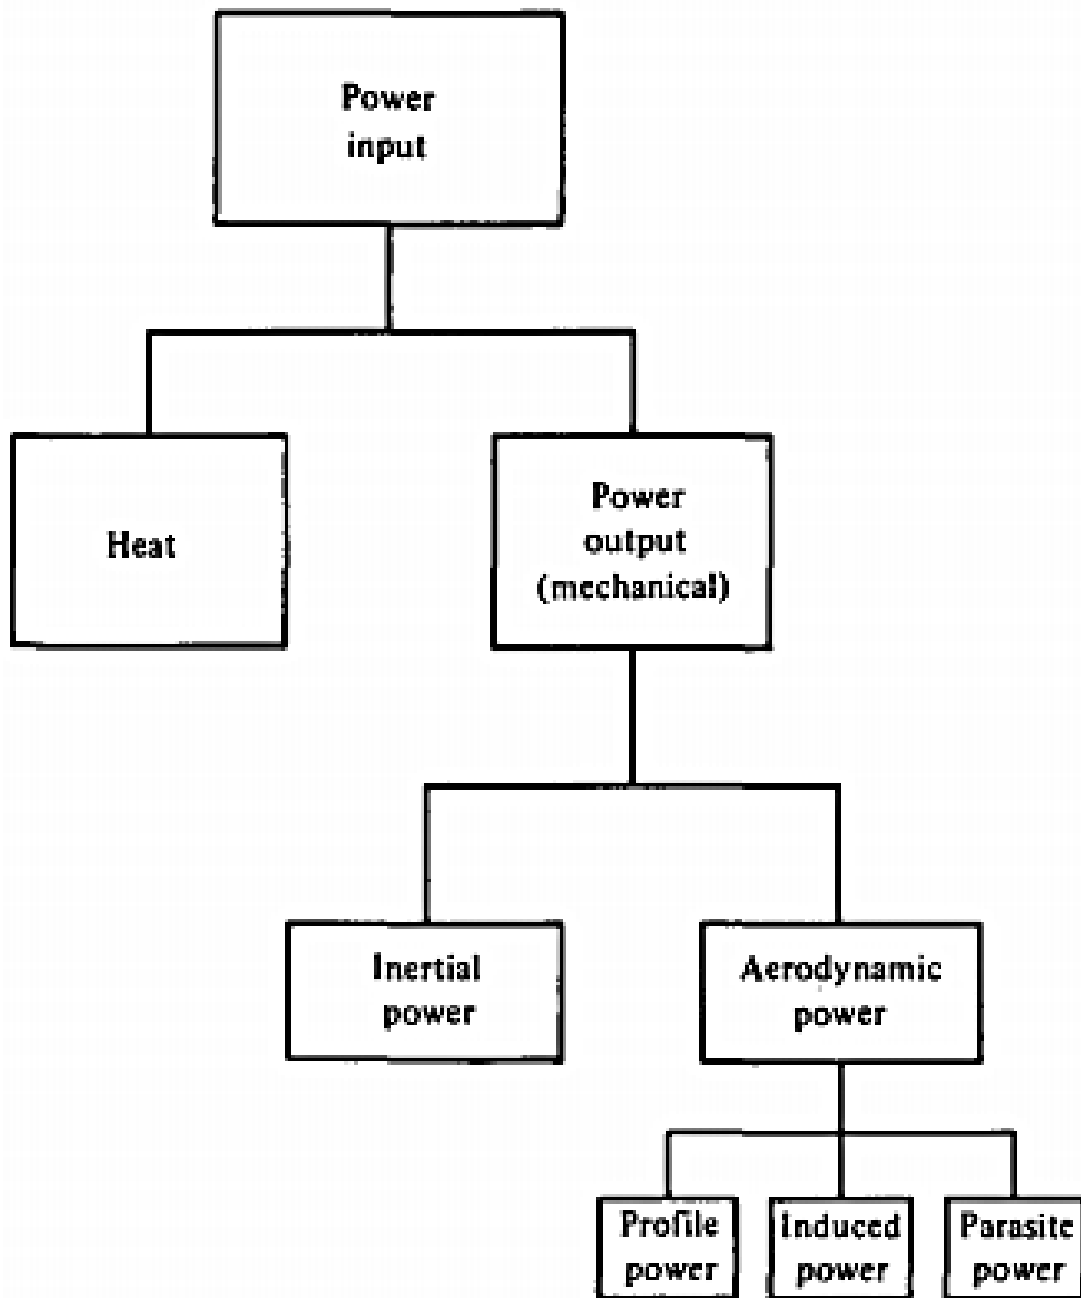 Power
input
Heat
Power
output
(mechanical)
Inertial
power
Aerodynamic
power
Profile
power
Induced
power
Parasite
power